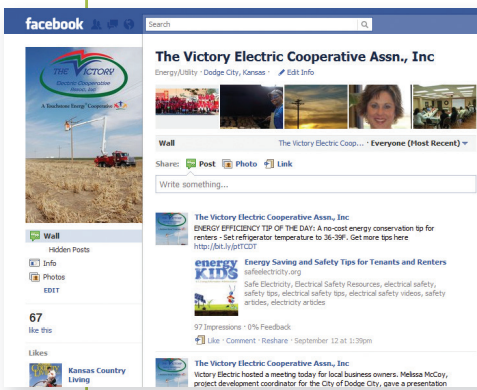 facebook
Search
THE VICTORY
Electric Cooperative
Assn., Inc
A Touchstone Energy® Cooperative
The Victory Electric Cooperative Assn., Inc
Energy/Utility · Dodge City, Kansas · Edit Info
Wall
The Victory Electric Coop... · Everyone (Most Recent)
Share: Post Photo Link
Write something...
Wall
Hidden Posts
Info
Photos
EDIT
67
like this
Likes
Kansas Country
Living
The Victory Electric Cooperative Assn., Inc
ENERGY EFFICIENCY TIP OF THE DAY: A no-cost energy conservation tip for
renters - Set refrigerator temperature to 36-39F. Get more tips here
http://bit.ly/ptTCDT
energy
KIDS
Energy Saving and Safety Tips for Tenants and Renters
safeelectricity.org
Safe Electricity, Electrical Safety Resources, electrical safety,
safety tips, electrical safety tips, electrical safety videos, safety
articles, electricity articles
97 Impressions · 0% Feedback
Like · Comment · Reshare · September 12 at 1:39pm
The Victory Electric Cooperative Assn., Inc
Victory Electric hosted a meeting today for local business owners. Melissa McCoy,
project development coordinator for the City of Dodge City, gave a presentation